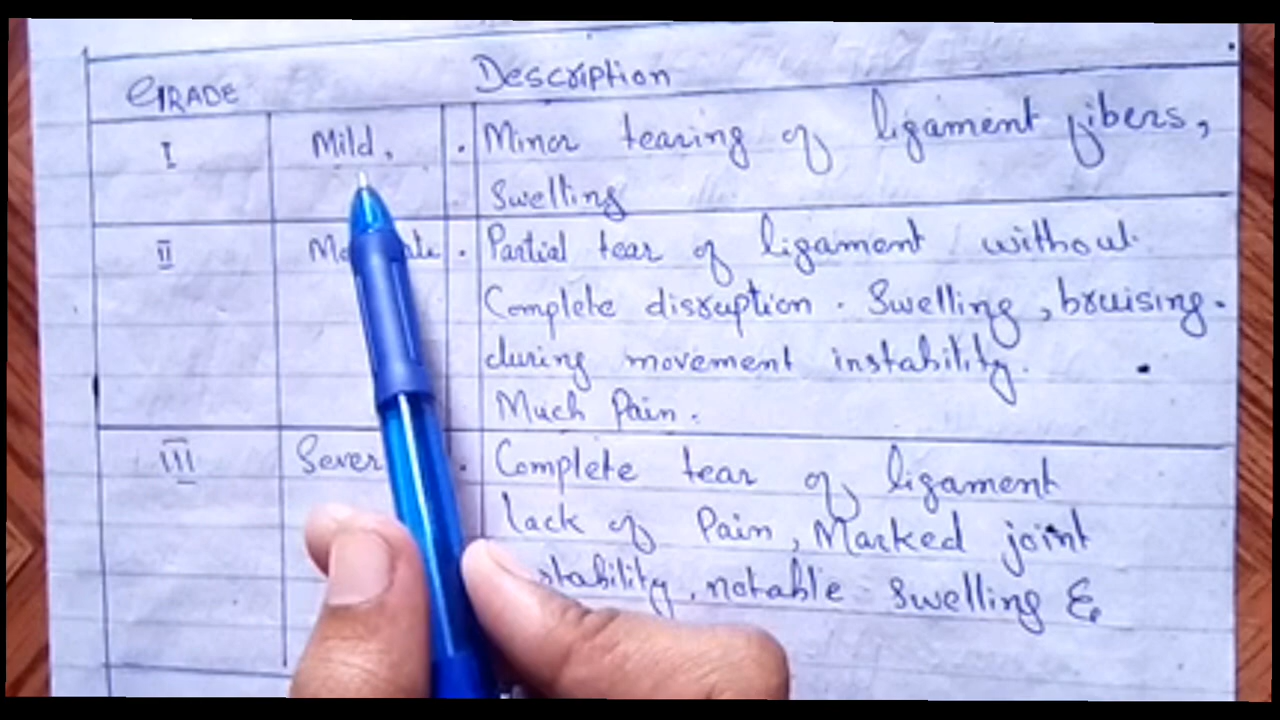 GRADE Description
I Mild. . Minor tearing of ligament fibers,
Swelling
II . Partial tear of ligament without
Complete disruption . Swelling, bruising.
during movement instability.
Much Pain.
III . Complete tear of ligament
lack of Pain, Marked joint
notable swelling &